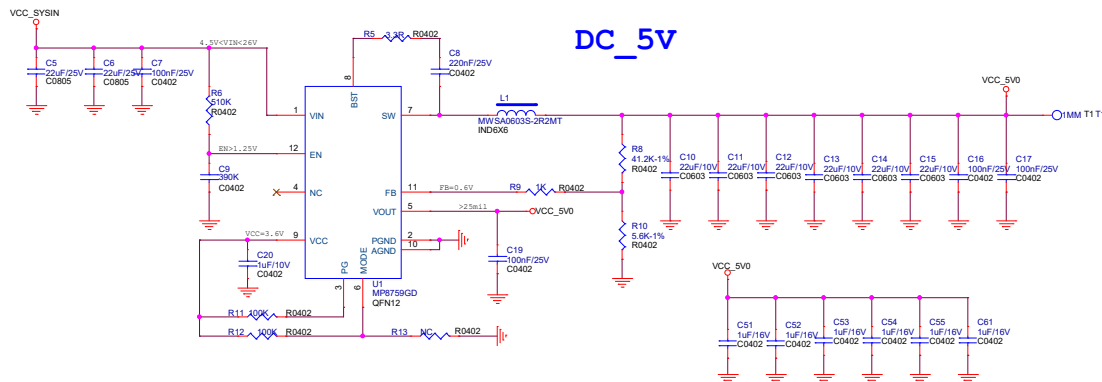 VCC_SYSIN
DC_5V
4.5V<VIN<26V
R5
3.3R
R0402
C8
220nF/25V
C0402
C5
22uF/25V
C0805
C6
22uF/25V
C0805
C7
100nF/25V
C0402
R6
510K
R0402
8
BST
1
VIN
SW
7
L1
MWSA0603S-2R2MT
IND6X6
VCC_5V0
1MM
T1
EN>1.25V
12
EN
C9
390K
C0402
4
NC
FB
11
FB=0.6V
R9
1K
R0402
R8
41.2K-1%
R0402
C10
22uF/10V
C0603
C11
22uF/10V
C0603
C12
22uF/10V
C0603
C13
22uF/10V
C0603
C14
22uF/10V
C0603
C15
22uF/10V
C0603
C16
100nF/25V
C0402
C17
100nF/25V
C0402
VOUT
5
>25mil
VCC_5V0
VCC=3.6V
9
VCC
PGND
2
AGND
10
R10
5.6K-1%
R0402
C20
1uF/10V
C0402
C19
100nF/25V
C0402
PG
3
MODE
6
U1
MP8759GD
QFN12
R11
100K
R0402
R12
100K
R0402
R13
NC
R0402
VCC_5V0
C51
1uF/16V
C0402
C52
1uF/16V
C0402
C53
1uF/16V
C0402
C54
1uF/16V
C0402
C55
1uF/16V
C0402
C61
1uF/16V
C0402